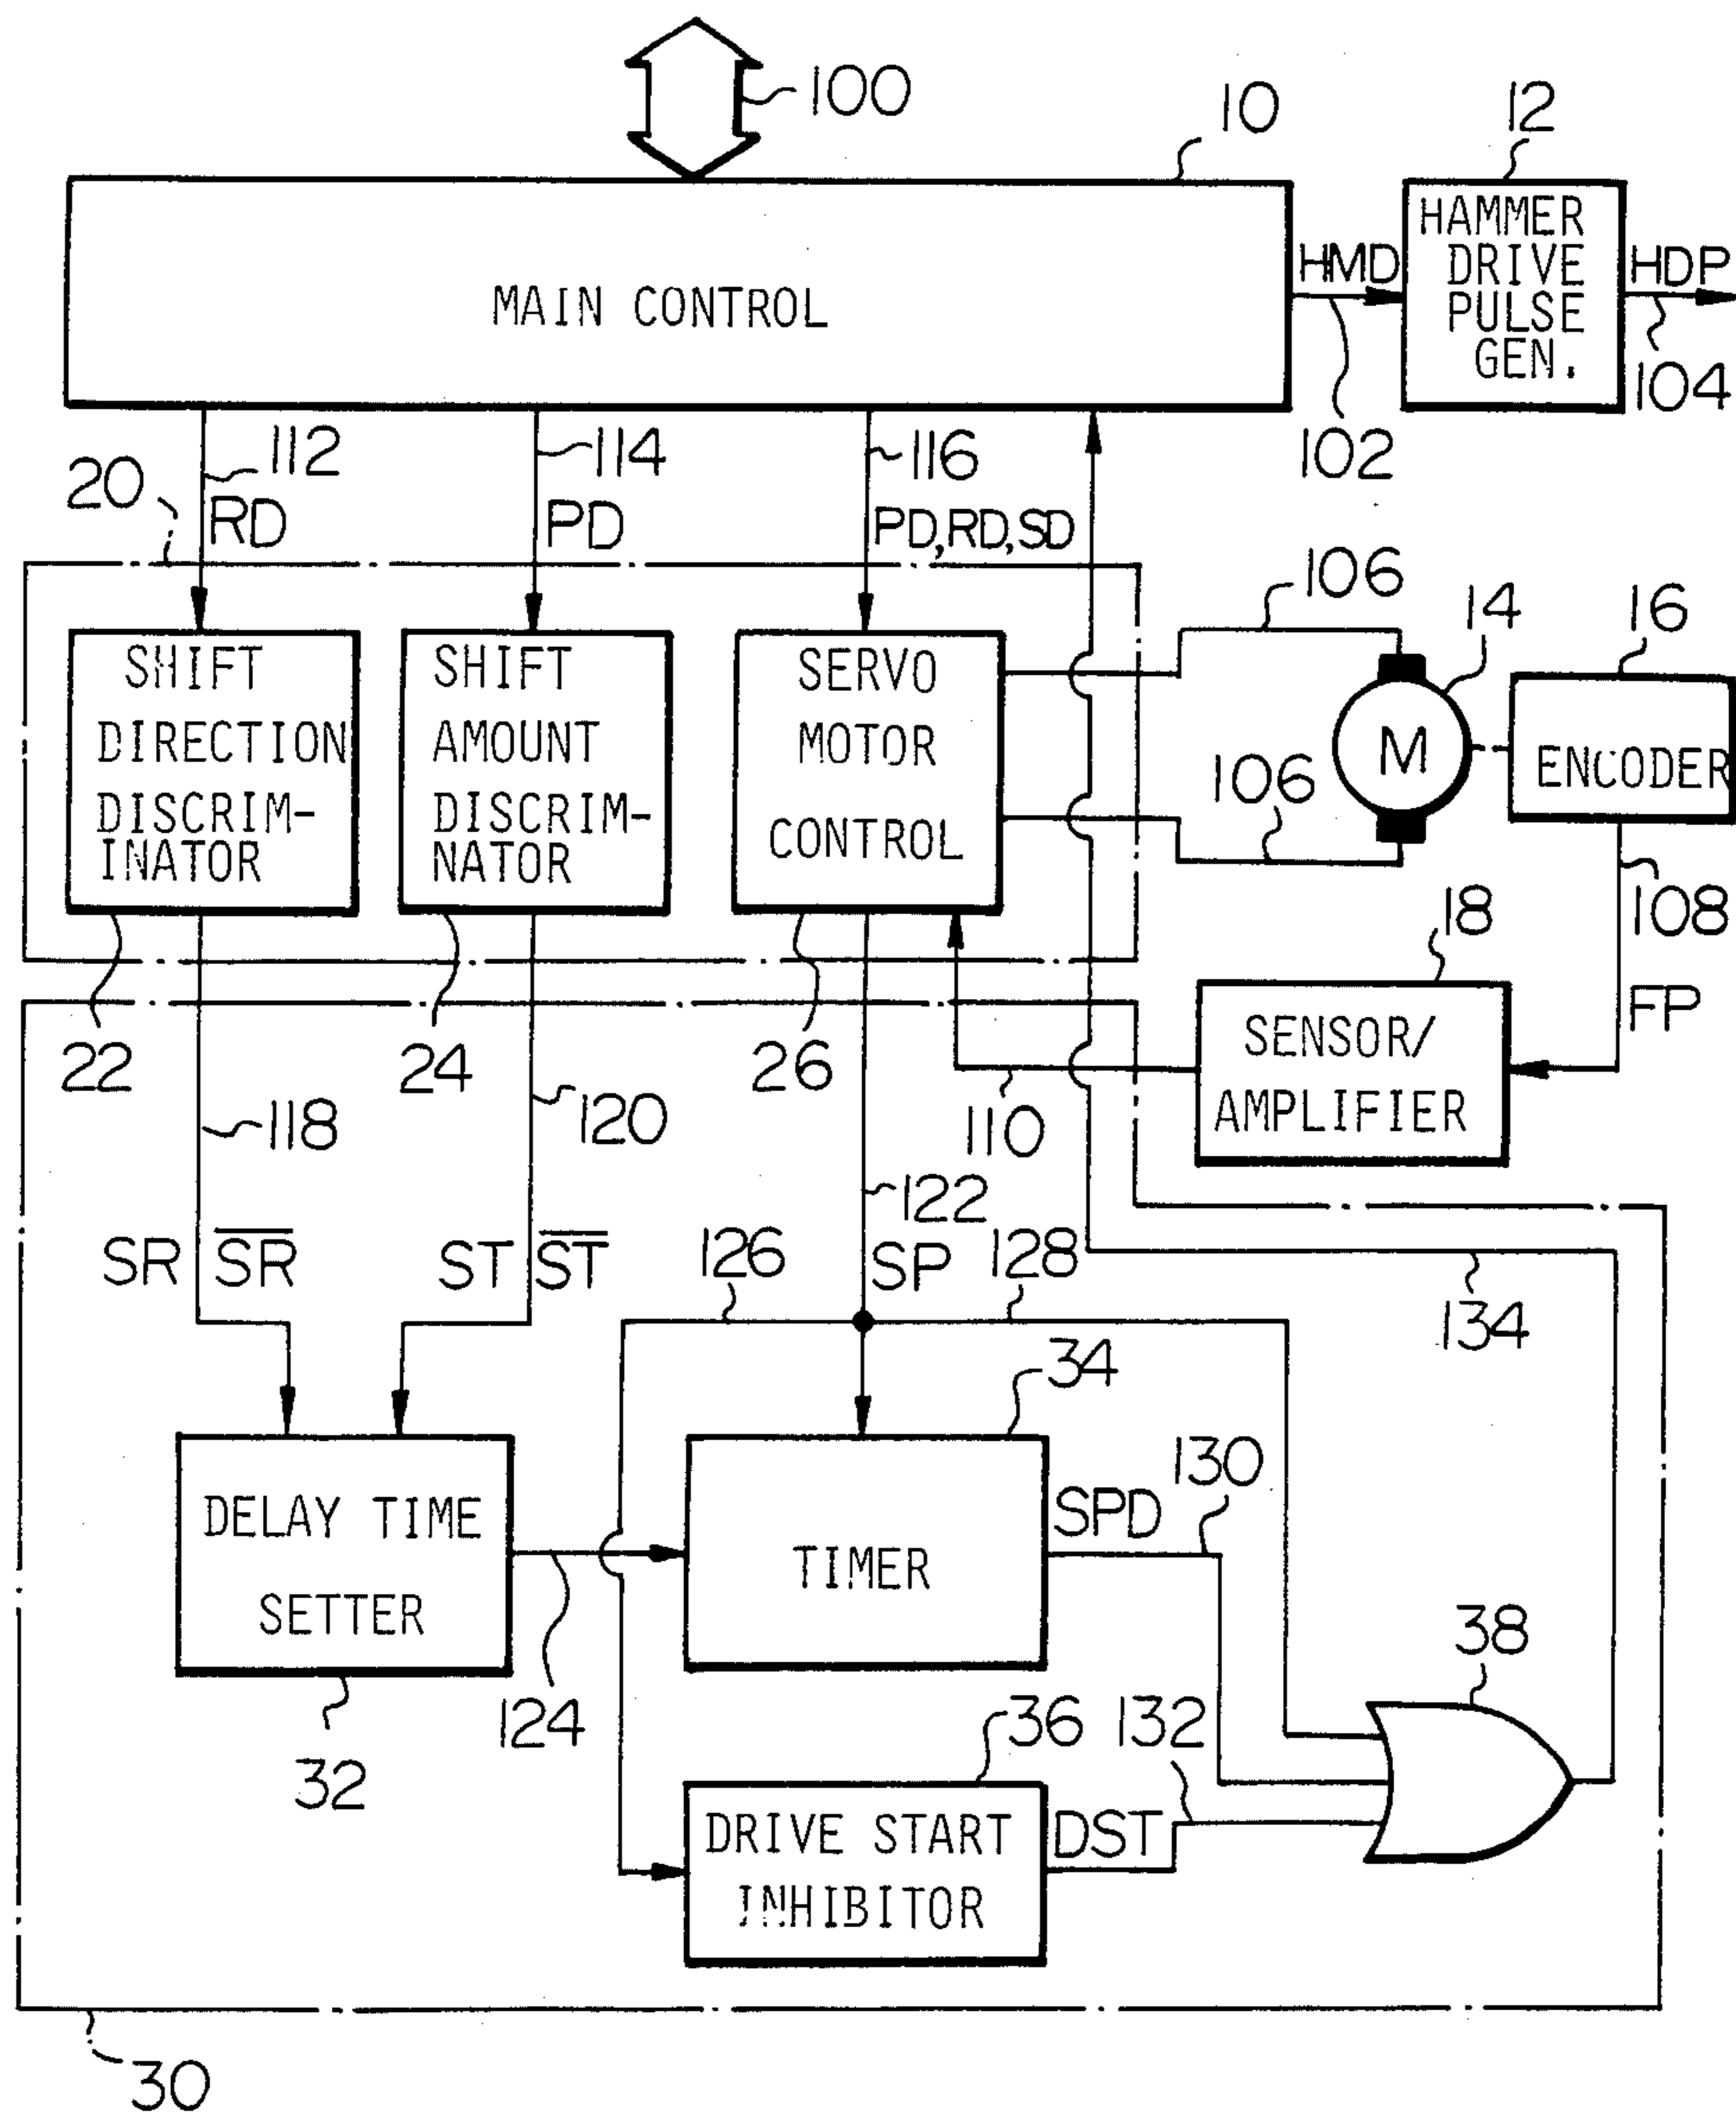 100
10
12
MAIN CONTROL
HMD
HAMMER
DRIVE
PULSE
GEN.
HDP
104
102
20
112
RD
114
PD
116
PD,RD,SD
106
14
16
SHIFT
DIRECTION
DISCRIM-
INATOR
SHIFT
AMOUNT
DISCRIM-
NATOR
SERVO
MOTOR
CONTROL
106
M
ENCODER
108
18
FP
22
24
26
SENSOR/
AMPLIFIER
110
118
120
122
SR S̅R̅
ST S̅T̅
126
SP
128
134
34
DELAY TIME
SETTER
TIMER
SPD
130
124
32
38
36
132
DRIVE START
INHIBITOR
DST
30